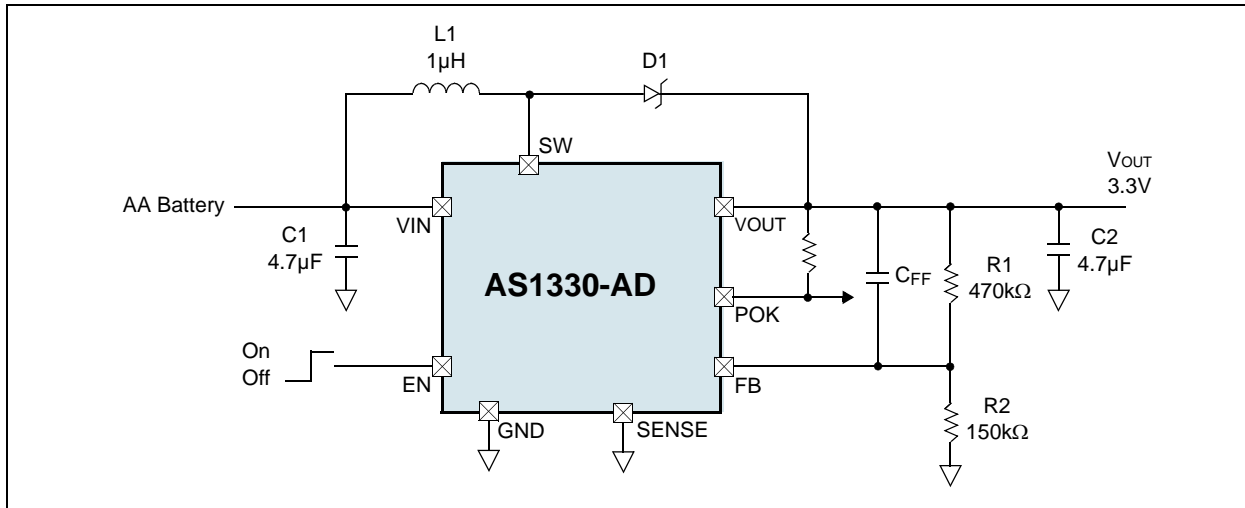 L1
1µH
D1
SW
VOUT
3.3V
AA Battery
VIN
VOUT
C1
4.7µF
C2
4.7µF
AS1330-AD
CFF
R1
470kΩ
POK
On
Off
EN
FB
GND
SENSE
R2
150kΩ